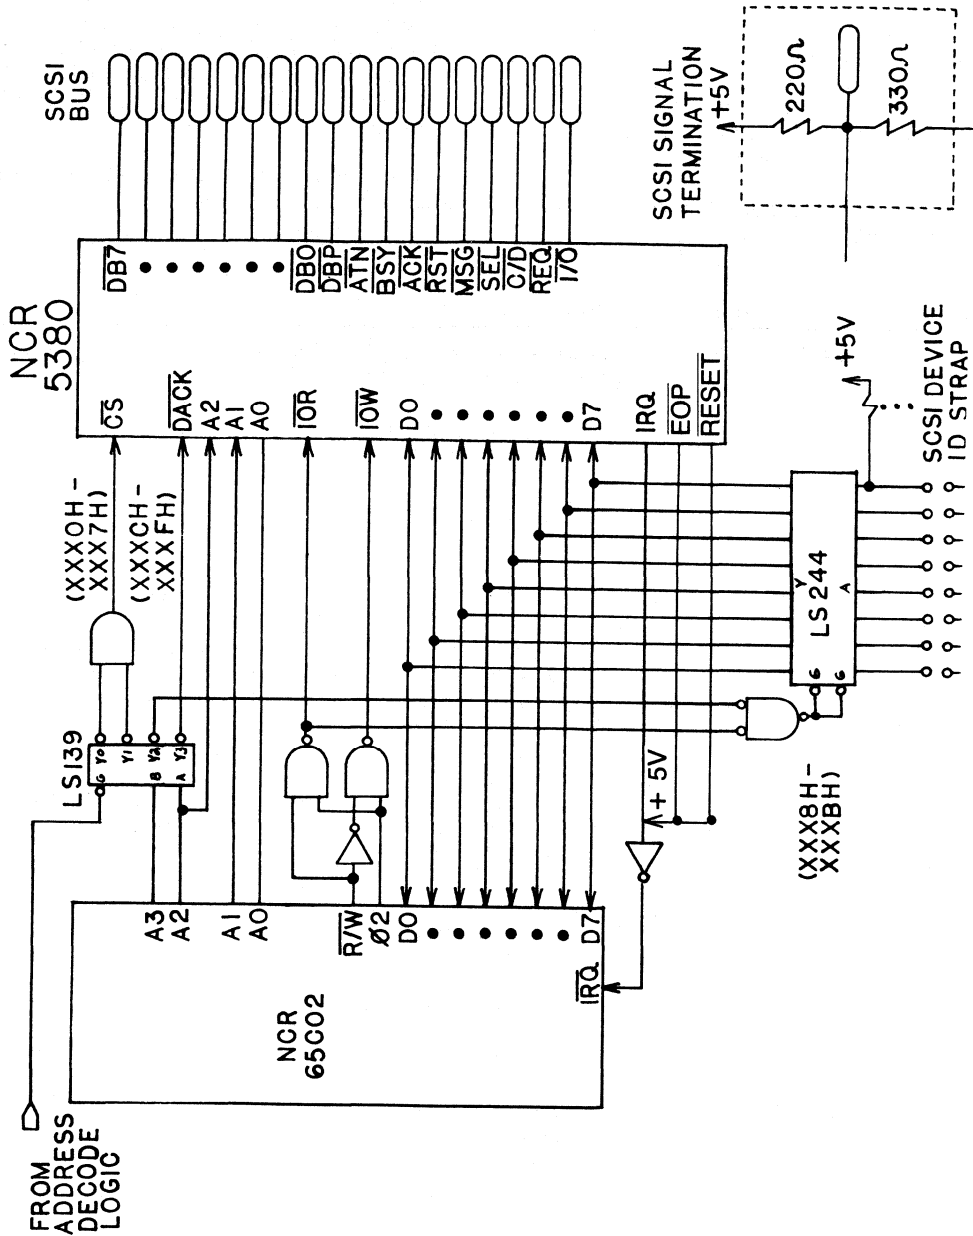 FROM
ADDRESS
DECODE
LOGIC
LS139
G Y0
Y1
B Y2
A Y3
(XXX0H-
XXX7H)
(XXXCH-
XXXFH)
NCR
5380
CS
DACK
A2
A1
A0
IOR
IOW
D0
D7
IRQ
EOP
RESET
DB7
DB0
DBP
ATN
BSY
ACK
RST
MSG
SEL
C/D
REQ
I/O
SCSI
BUS
NCR
65C02
A3
A2
A1
A0
R/W
Ø2
D0
D7
IRQ
+5V
(XXX8H-
XXXBH)
G
G
LS244
Y
A
+5V
SCSI DEVICE
ID STRAP
SCSI SIGNAL
TERMINATION
+5V
220Ω
330Ω